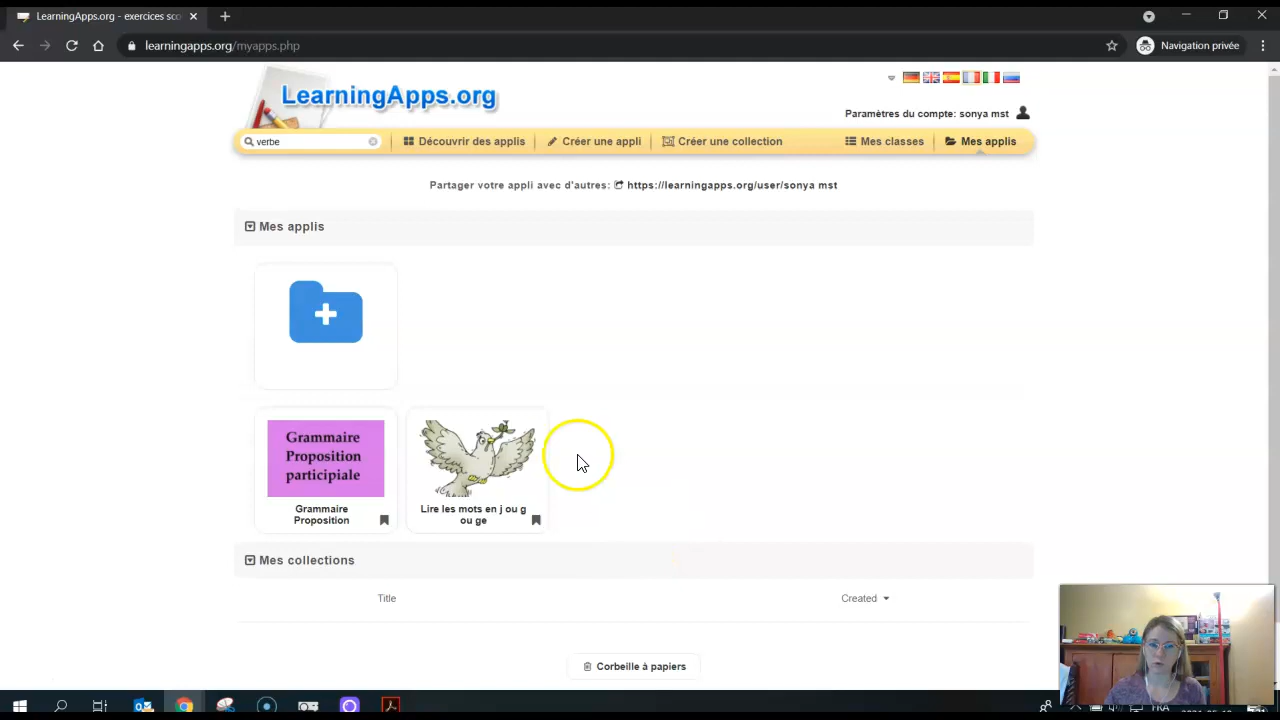 LearningApps.org - exercices sco
learningapps.org/myapps.php
Navigation privée
LearningApps.org
Paramètres du compte: sonya mst
verbe
Découvrir des applis
Créer une appli
Créer une collection
Mes classes
Mes applis
Partager votre appli avec d'autres: https://learningapps.org/user/sonya mst
Mes applis
Grammaire
Proposition
participiale
Grammaire
Proposition
Lire les mots en j ou g
ou ge
Mes collections
Title
Created
Corbeille à papiers
FRA